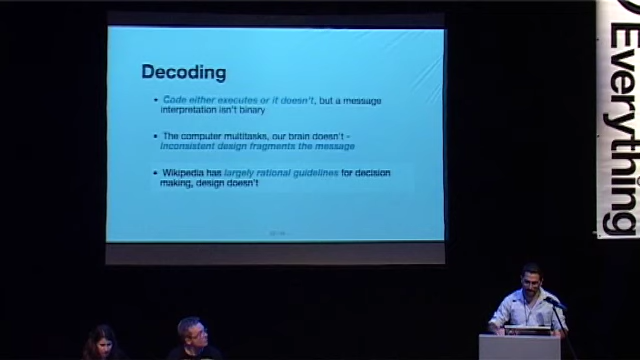 Decoding
• Code either executes or it doesn't, but a message
interpretation isn't binary
• The computer multitasks, our brain doesn't -
inconsistent design fragments the message
• Wikipedia has largely rational guidelines for decision
making, design doesn't
Everything